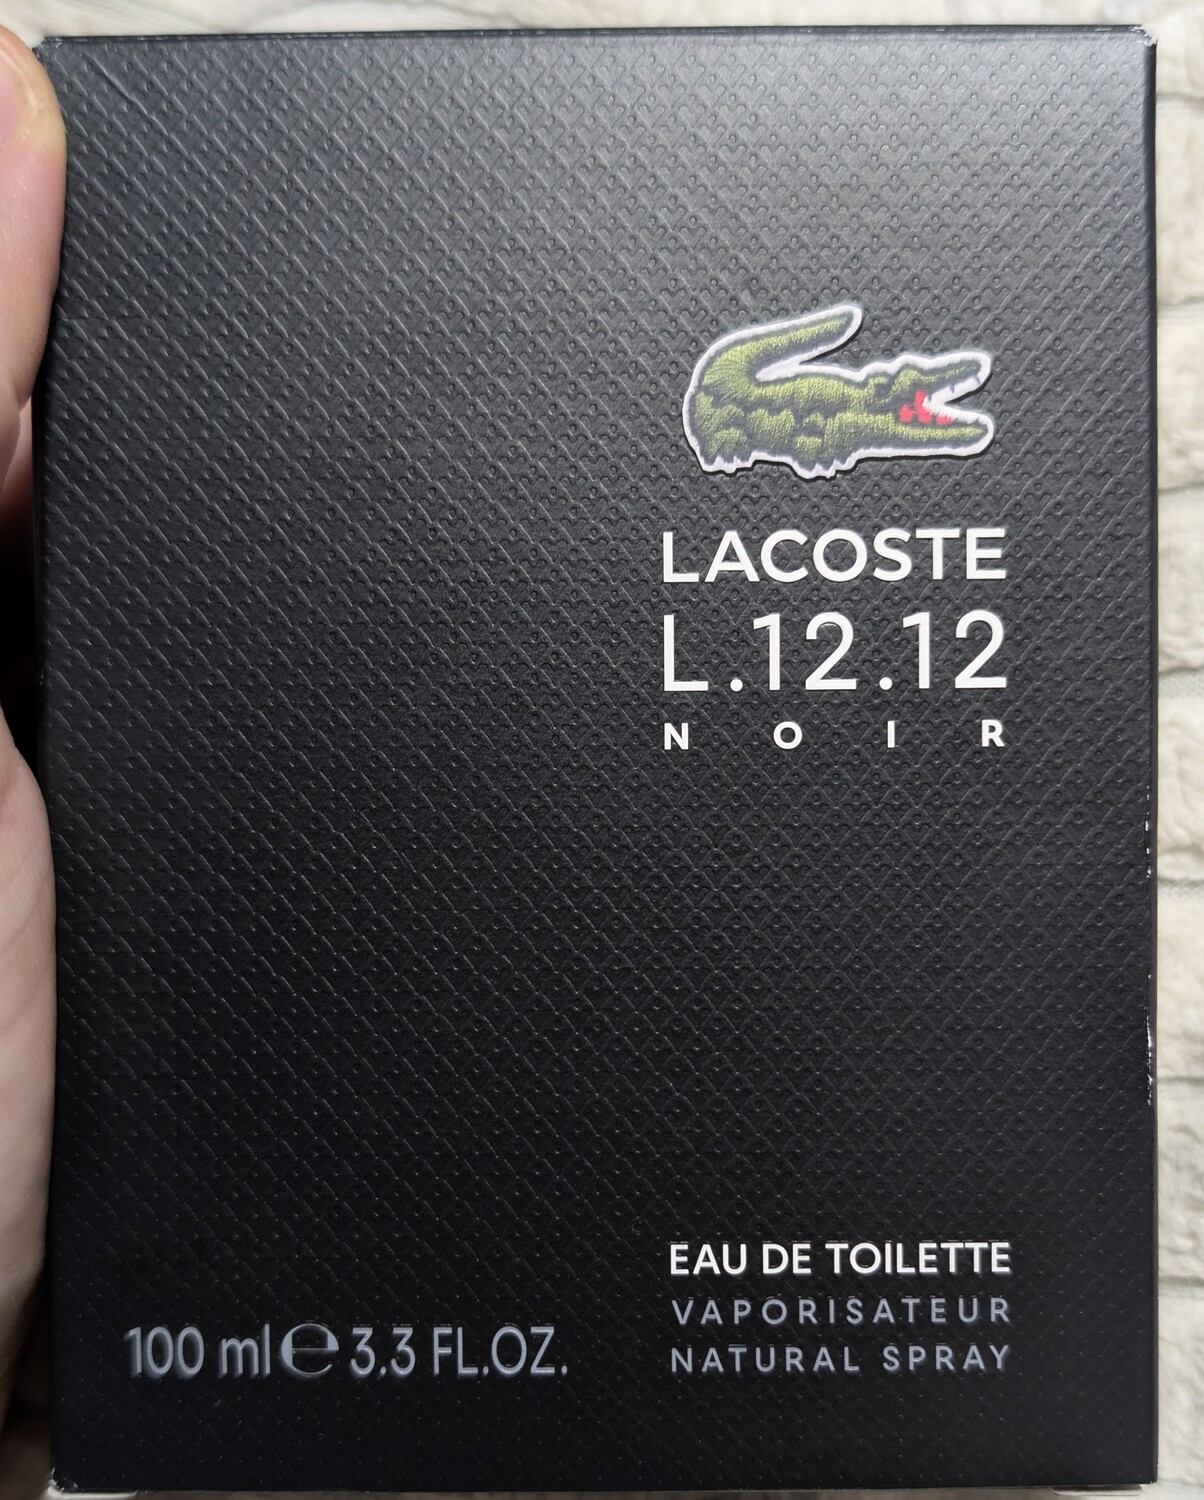 LACOSTE
L.12.12
NOIR
EAU DE TOILETTE
VAPORISATEUR
NATURAL SPRAY
100 ml ℮ 3.3 FL.OZ.